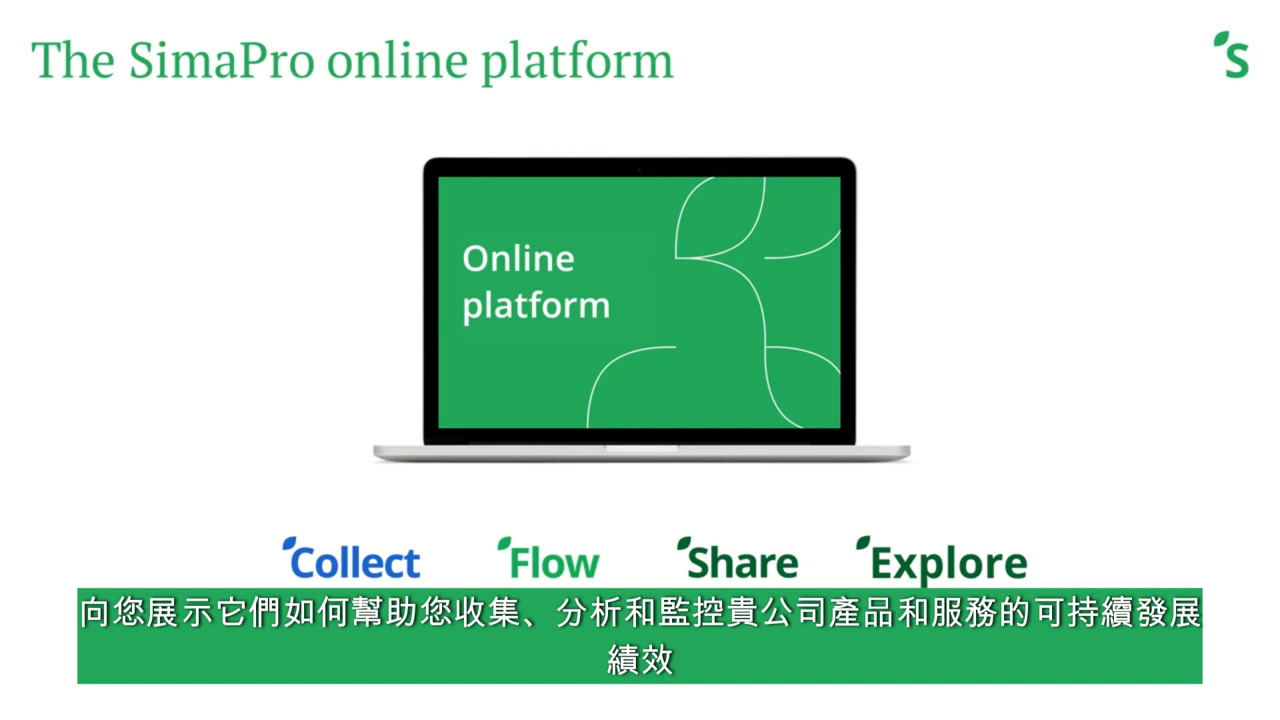 The SimaPro online platform
S
Online
platform
Collect Flow Share Explore
向您展示它們如何幫助您收集、分析和監控貴公司產品和服務的可持續發展
績效